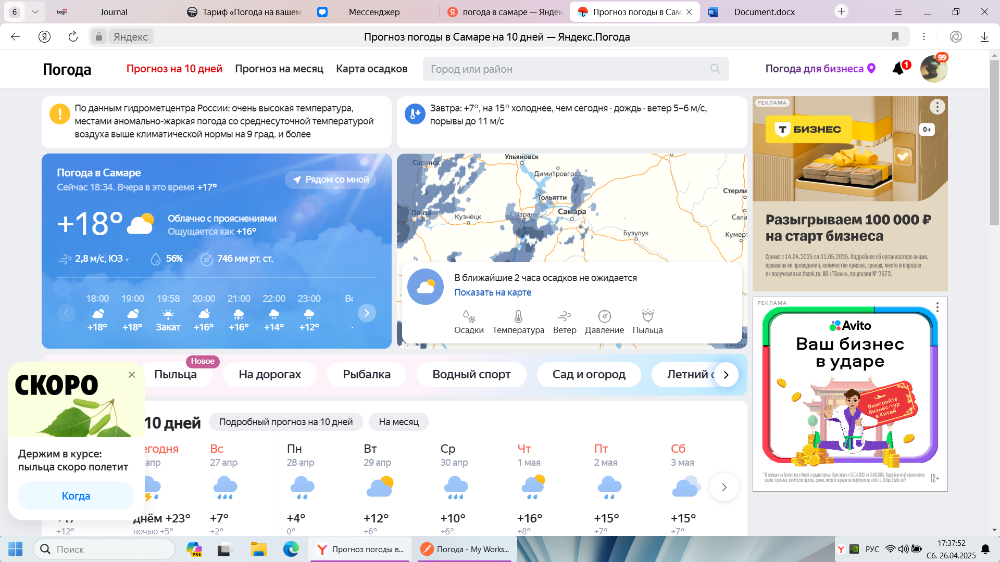 6
top1
Journal
Тариф «Погода на вашем
Мессенджер
погода в самаре — Яндек
Прогноз погоды в Сам
Document.docx
Яндекс
Прогноз погоды в Самаре на 10 дней — Яндекс.Погода
Погода
Прогноз на 10 дней
Прогноз на месяц
Карта осадков
Город или район
Погода для бизнеса
1
99
По данным гидрометцентра России: очень высокая температура,
местами аномально-жаркая погода со среднесуточной температурой
воздуха выше климатической нормы на 9 град. и более
Завтра: +7°, на 15° холоднее, чем сегодня · дождь · ветер 5–6 м/с,
порывы до 11 м/с
Погода в Самаре
Сейчас 18:34. Вчера в это время +17°
Рядом со мной
+18°
Облачно с прояснениями
Ощущается как +16°
2,8 м/с, ЮЗ
56%
746 мм рт. ст.
18:00 19:00 19:58 20:00 21:00 22:00 23:00 Вс
+18° +18° Закат +16° +16° +14° +12°
Ульяновск
Саранск
Димитровград
Стерли
Тольятти
Пенза
Кузнецк
Сызрань
Самара
Сала
Бузулук
Кумерт
В ближайшие 2 часа осадков не ожидается
Показать на карте
Осадки Температура Ветер Давление Пыльца
Новое
Пыльца
На дорогах
Рыбалка
Водный спорт
Сад и огород
Летний с
СКОРО
Держим в курсе:
пыльца скоро полетит
Когда
10 дней
Подробный прогноз на 10 дней
На месяц
егодня Вс Пн Вт Ср Чт Пт Сб
апр 27 апр 28 апр 29 апр 30 апр 1 мая 2 мая 3 мая
днём +23° +7° +4° +12° +10° +16° +15° +15°
+12° ночью +5° +2° 0° +6° +6° +8° +7° +7°
РЕКЛАМА
Т БИЗНЕС
0+
Разыгрываем 100 000 ₽
на старт бизнеса
Сроки: с 14.04.2025 по 31.05.2025. Подробнее об организаторе акции,
правилах её проведения, количестве призов, сроках, месте и порядке
их получения на tbank.ru. АО «ТБанк», лицензия № 2673.
РЕКЛАМА
Avito
Ваш бизнес
в ударе
Выиграйте
бизнес-тур
в Китай
12+
Поиск
PRE
Прогноз погоды в...
Погода - My Works...
РУС
17:37:52
Сб. 26.04.2025